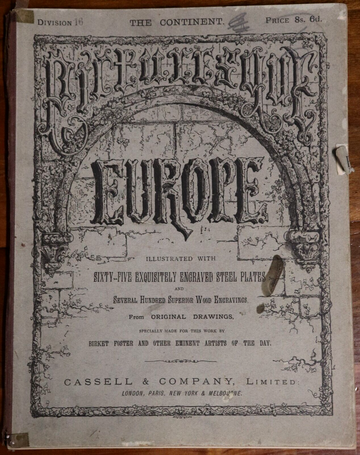 Division 16 THE CONTINENT. Price 8s. 6d.
Picturesque
EUROPE
ILLUSTRATED WITH
SIXTY-FIVE EXQUISITELY ENGRAVED STEEL PLATES
AND
Several Hundred Superior Wood Engravings,
From ORIGINAL DRAWINGS,
SPECIALLY MADE FOR THIS WORK BY
BIRKET FOSTER AND OTHER EMINENT ARTISTS OF THE DAY.
CASSELL & COMPANY, Limited
LONDON, PARIS, NEW YORK & MELBOURNE.